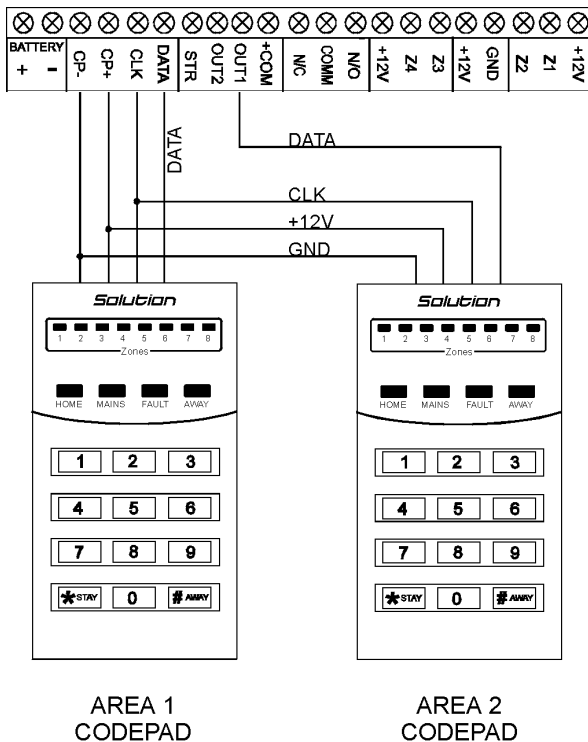 BATTERY
+ - CP- CP+ CLK DATA STR OUT2 OUT1 +COM N/C COMM N/O +12V Z4 Z3 +12V GND Z2 Z1 +12V
DATA
DATA
CLK
+12V
GND
Solution
1 2 3 4 5 6 7 8
Zones
HOME MAINS FAULT AWAY
1 2 3
4 5 6
7 8 9
*STAY 0 # AWAY
AREA 1
CODEPAD
Solution
1 2 3 4 5 6 7 8
Zones
HOME MAINS FAULT AWAY
1 2 3
4 5 6
7 8 9
*STAY 0 # AWAY
AREA 2
CODEPAD